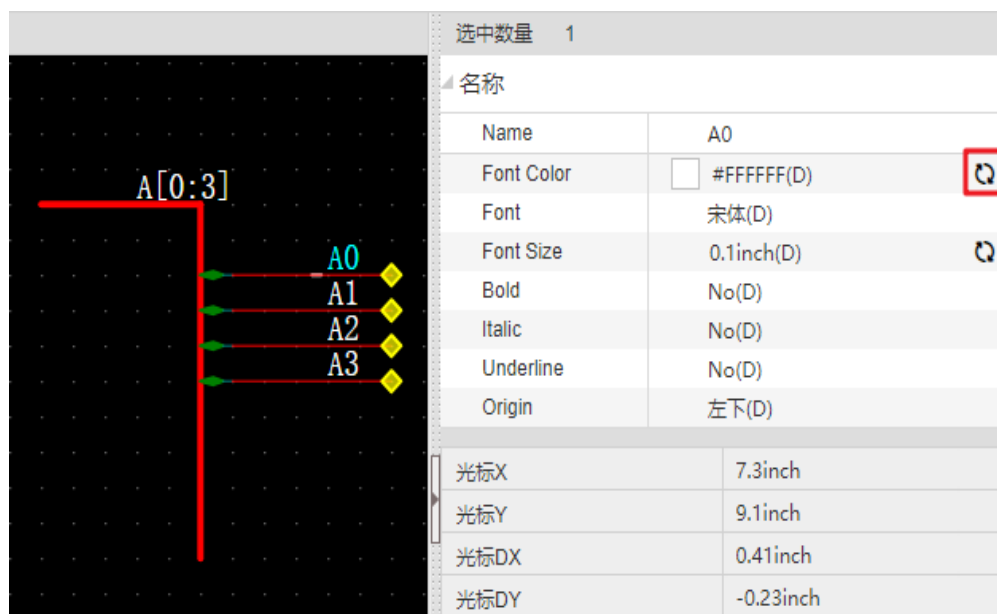 选中数量 1
名称
Name A0
Font Color #FFFFFF(D)
Font 宋体(D)
Font Size 0.1inch(D)
Bold No(D)
Italic No(D)
Underline No(D)
Origin 左下(D)
光标X 7.3inch
光标Y 9.1inch
光标DX 0.41inch
光标DY -0.23inch
A[0:3]
A0
A1
A2
A3